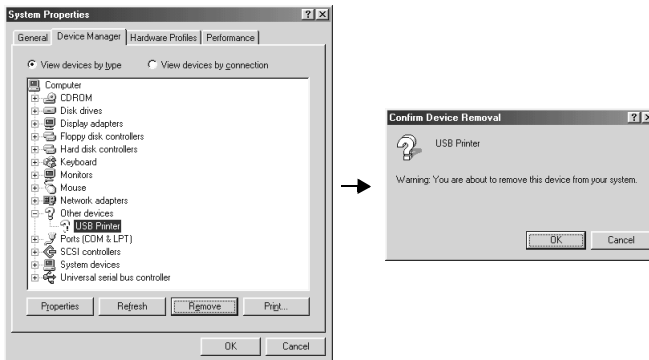 System Properties
General Device Manager Hardware Profiles Performance
View devices by type View devices by connection
Computer
CDROM
Disk drives
Display adapters
Floppy disk controllers
Hard disk controllers
Keyboard
Monitors
Mouse
Network adapters
Other devices
USB Printer
Ports (COM & LPT)
SCSI controllers
System devices
Universal serial bus controller
Properties Refresh Remove Print...
OK Cancel
Confirm Device Removal
USB Printer
Warning: You are about to remove this device from your system.
OK Cancel